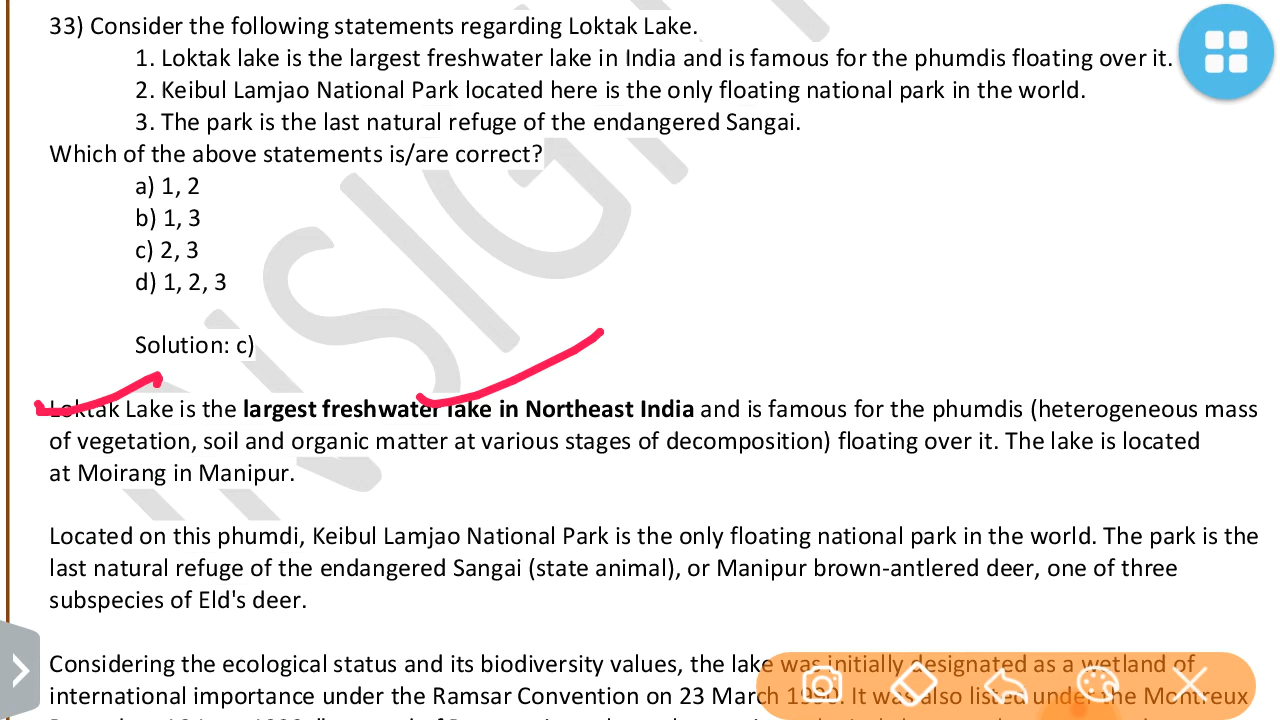 33) Consider the following statements regarding Loktak Lake.
1. Loktak lake is the largest freshwater lake in India and is famous for the phumdis floating over it.
2. Keibul Lamjao National Park located here is the only floating national park in the world.
3. The park is the last natural refuge of the endangered Sangai.
Which of the above statements is/are correct?
a) 1, 2
b) 1, 3
c) 2, 3
d) 1, 2, 3
Solution: c)
Loktak Lake is the largest freshwater lake in Northeast India and is famous for the phumdis (heterogeneous mass
of vegetation, soil and organic matter at various stages of decomposition) floating over it. The lake is located
at Moirang in Manipur.
Located on this phumdi, Keibul Lamjao National Park is the only floating national park in the world. The park is the
last natural refuge of the endangered Sangai (state animal), or Manipur brown-antlered deer, one of three
subspecies of Eld's deer.
Considering the ecological status and its biodiversity values, the lake was initially designated as a wetland of
international importance under the Ramsar Convention on 23 March 1990. It was also listed under the Montreux